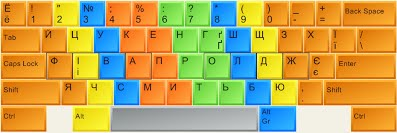 Ё ё ! 1 " 2 № 3 ; 4 % 5 : 6 ? 7 * 8 ( 9 ) 0 _ - + = Back Space
Tab Й Ц У К Е Н Г Ґ ґ Ш Щ З Х Ї ї / \
Caps Lock Ф І і В А П Р О Л Д Ж Є є Enter
Shift Я Ч С М И Т Ь Б Ю , . Shift
Ctrl Alt Alt Gr Ctrl